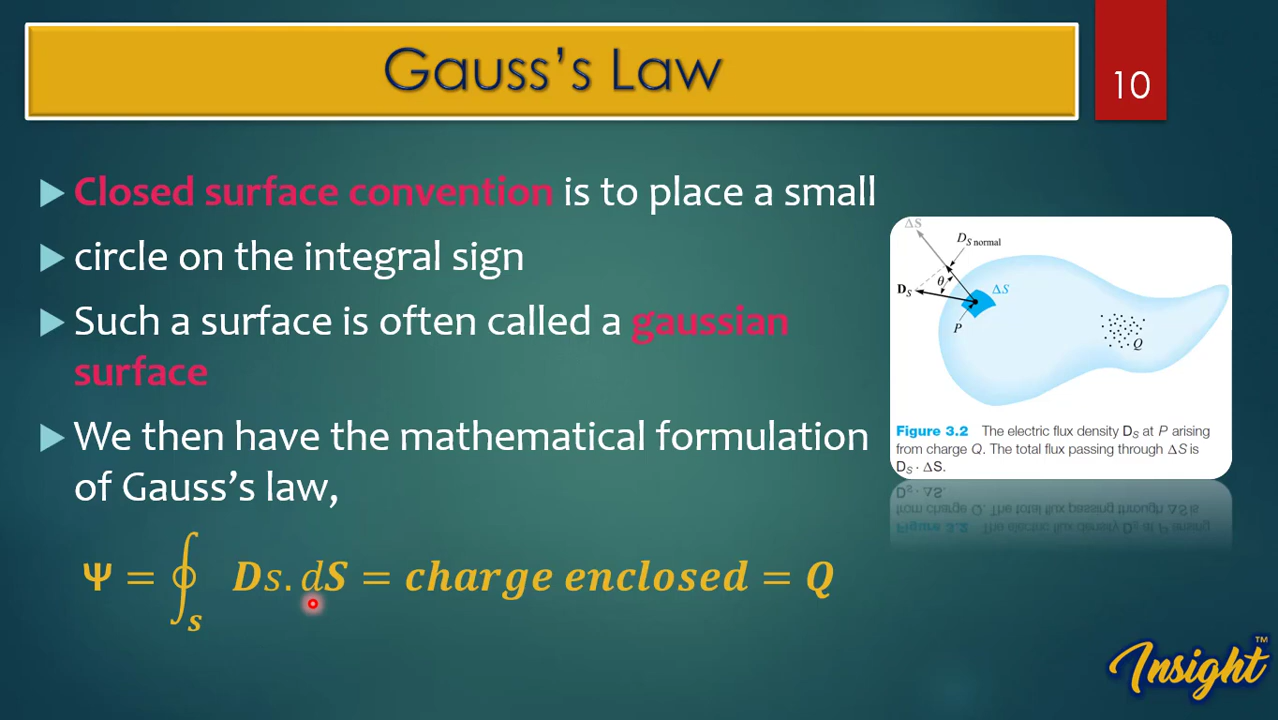 Gauss's Law
10
Closed surface convention is to place a small
circle on the integral sign
Such a surface is often called a gaussian
surface
We then have the mathematical formulation
of Gauss's law,
Ψ = ∮s Ds.dS = charge enclosed = Q
ΔS
DS normal
DS
θ
ΔS
P
Q
Figure 3.2 The electric flux density DS at P arising
from charge Q. The total flux passing through ΔS is
DS · ΔS.
Insight™